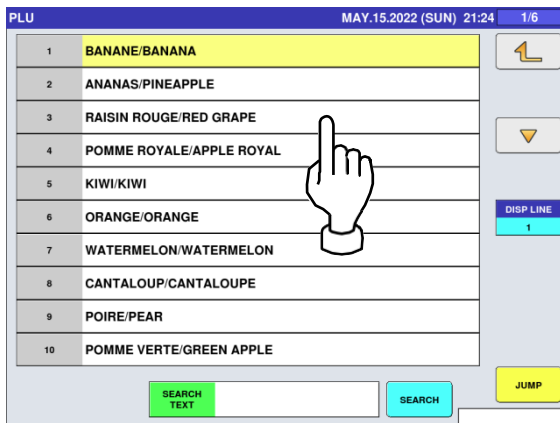 PLU MAY.15.2022 (SUN) 21:24 1/6
1 BANANE/BANANA
2 ANANAS/PINEAPPLE
3 RAISIN ROUGE/RED GRAPE
4 POMME ROYALE/APPLE ROYAL
5 KIWI/KIWI
6 ORANGE/ORANGE
DISP LINE
1
7 WATERMELON/WATERMELON
8 CANTALOUP/CANTALOUPE
9 POIRE/PEAR
10 POMME VERTE/GREEN APPLE
SEARCH
TEXT
SEARCH
JUMP